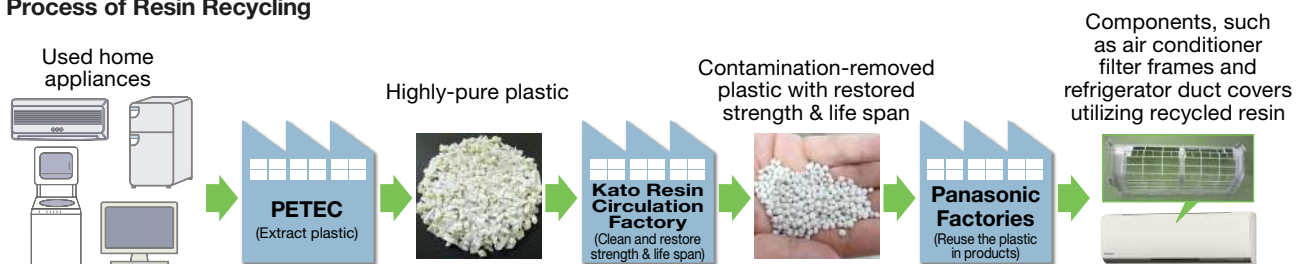 Process of Resin Recycling
Used home
appliances
PETEC
(Extract plastic)
Highly-pure plastic
Kato Resin
Circulation
Factory
(Clean and restore
strength & life span)
Contamination-removed
plastic with restored
strength & life span
Panasonic
Factories
(Reuse the plastic
in products)
Components, such
as air conditioner
filter frames and
refrigerator duct covers
utilizing recycled resin